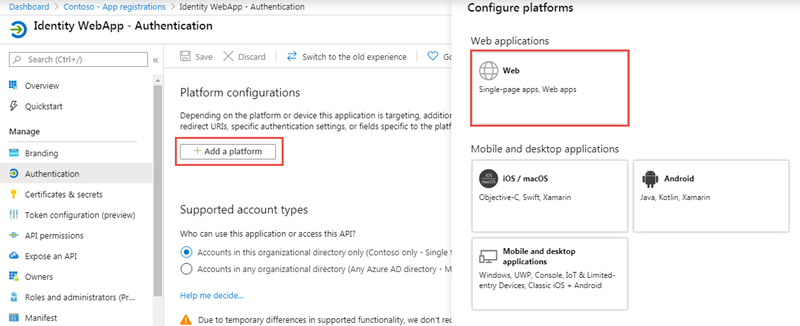 Dashboard > Contoso - App registrations > Identity WebApp - Authentication
Identity WebApp - Authentication
Search (Ctrl+/)
«
Overview
Quickstart
Manage
Branding
Authentication
Certificates & secrets
Token configuration (preview)
API permissions
Expose an API
Owners
Roles and administrators (Pr...
Manifest
Save Discard Switch to the old experience Go
Platform configurations
Depending on the platform or device this application is targeting, addition
redirect URIs, specific authentication settings, or fields specific to the platf
+ Add a platform
Supported account types
Who can use this application or access this API?
Accounts in this organizational directory only (Contoso only - Single t
Accounts in any organizational directory (Any Azure AD directory - M
Help me decide...
Due to temporary differences in supported functionality, we don't rec
Configure platforms
Web applications
Web
Single-page apps, Web apps
Mobile and desktop applications
iOS / macOS
Objective-C, Swift, Xamarin
Android
Java, Kotlin, Xamarin
Mobile and desktop
applications
Windows, UWP, Console, IoT & Limited-
entry Devices, Classic iOS + Android